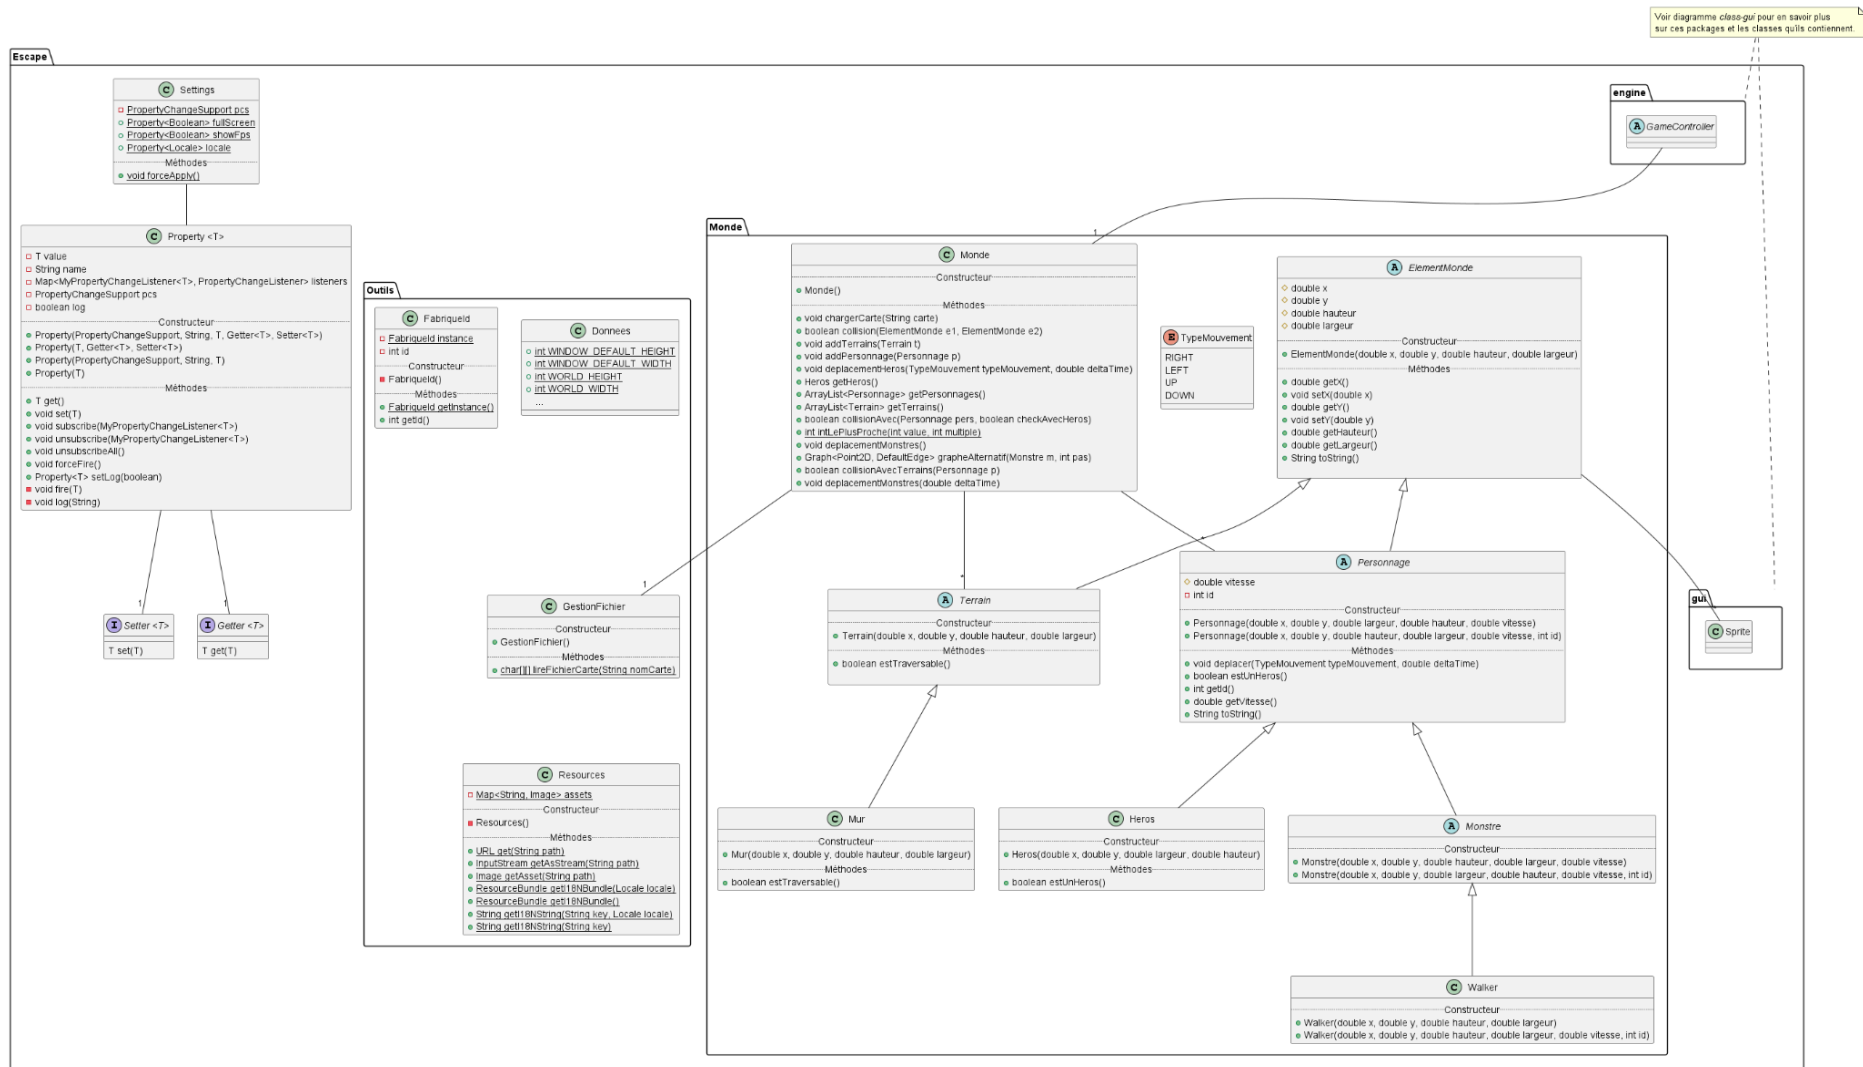 Voir diagramme class-gui pour en savoir plus
sur ces packages et les classes qu'ils contiennent.
Escape
C Settings
PropertyChangeSupport pcs
Property<Boolean> fullScreen
Property<Boolean> showFps
Property<Locale> locale
Méthodes
void forceApply()
engine
A GameController
C Property <T>
T value
String name
Map<MyPropertyChangeListener<T>, PropertyChangeListener> listeners
PropertyChangeSupport pcs
boolean log
Constructeur
Property(PropertyChangeSupport, String, T, Getter<T>, Setter<T>)
Property(T, Getter<T>, Setter<T>)
Property(PropertyChangeSupport, String, T)
Property(T)
Méthodes
T get()
void set(T)
void subscribe(MyPropertyChangeListener<T>)
void unsubscribe(MyPropertyChangeListener<T>)
void unsubscribeAll()
void forceFire()
Property<T> setLog(boolean)
void fire(T)
void log(String)
1
1
I Setter <T>
T set(T)
I Getter <T>
T get(T)
Outils
C FabriqueId
FabriqueId instance
int id
Constructeur
FabriqueId()
Méthodes
FabriqueId getInstance()
int getId()
C Donnees
int WINDOW_DEFAULT_HEIGHT
int WINDOW_DEFAULT_WIDTH
int WORLD_HEIGHT
int WORLD_WIDTH
...
1
C GestionFichier
Constructeur
GestionFichier()
Méthodes
char[][] lireFichierCarte(String nomCarte)
C Resources
Map<String, Image> assets
Constructeur
Resources()
Méthodes
URL get(String path)
InputStream getAsStream(String path)
Image getAsset(String path)
ResourceBundle getI18NBundle(Locale locale)
ResourceBundle getI18NBundle()
String getI18NString(String key, Locale locale)
String getI18NString(String key)
Monde
1
C Monde
Constructeur
Monde()
Méthodes
void chargerCarte(String carte)
boolean collision(ElementMonde e1, ElementMonde e2)
void addTerrains(Terrain t)
void addPersonnage(Personnage p)
void deplacementHeros(TypeMouvement typeMouvement, double deltaTime)
Heros getHeros()
ArrayList<Personnage> getPersonnages()
ArrayList<Terrain> getTerrains()
boolean collisionAvec(Personnage pers, boolean checkAvecHeros)
int intLePlusProche(int value, int multiple)
void deplacementMonstres()
Graph<Point2D, DefaultEdge> grapheAlternatif(Monstre m, int pas)
boolean collisionAvecTerrains(Personnage p)
void deplacementMonstres(double deltaTime)
E TypeMouvement
RIGHT
LEFT
UP
DOWN
A ElementMonde
double x
double y
double hauteur
double largeur
Constructeur
ElementMonde(double x, double y, double hauteur, double largeur)
Méthodes
double getX()
void setX(double x)
double getY()
void setY(double y)
double getHauteur()
double getLargeur()
String toString()
*
*
A Terrain
Constructeur
Terrain(double x, double y, double hauteur, double largeur)
Méthodes
boolean estTraversable()
A Personnage
double vitesse
int id
Constructeur
Personnage(double x, double y, double largeur, double hauteur, double vitesse)
Personnage(double x, double y, double hauteur, double largeur, double vitesse, int id)
Méthodes
void deplacer(TypeMouvement typeMouvement, double deltaTime)
boolean estUnHeros()
int getId()
double getVitesse()
String toString()
gui
C Sprite
C Mur
Constructeur
Mur(double x, double y, double hauteur, double largeur)
Méthodes
boolean estTraversable()
C Heros
Constructeur
Heros(double x, double y, double largeur, double hauteur)
Méthodes
boolean estUnHeros()
A Monstre
Constructeur
Monstre(double x, double y, double hauteur, double largeur, double vitesse)
Monstre(double x, double y, double largeur, double hauteur, double vitesse, int id)
C Walker
Constructeur
Walker(double x, double y, double hauteur, double largeur)
Walker(double x, double y, double hauteur, double largeur, double vitesse, int id)